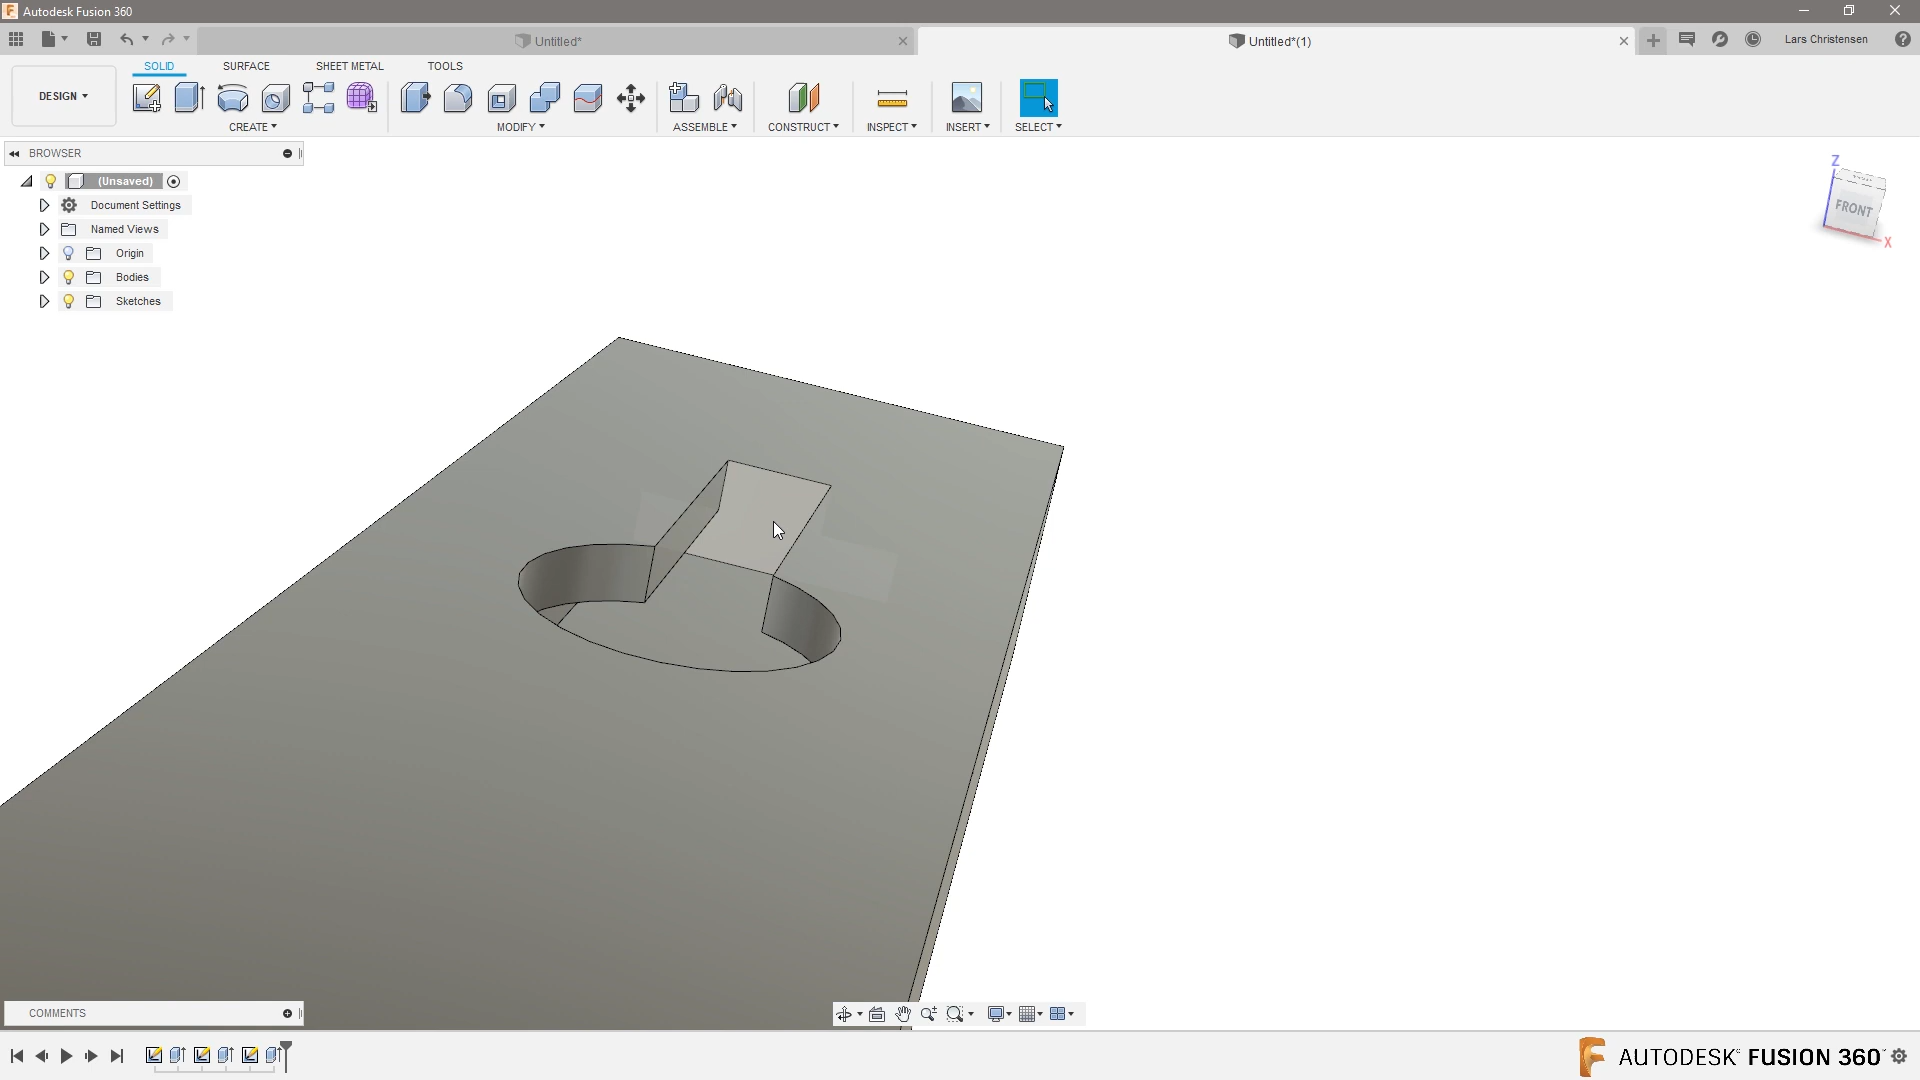 Autodesk Fusion 360
Untitled*
Untitled*(1)
Lars Christensen
DESIGN
SOLID
SURFACE
SHEET METAL
TOOLS
CREATE
MODIFY
ASSEMBLE
CONSTRUCT
INSPECT
INSERT
SELECT
BROWSER
(Unsaved)
Document Settings
Named Views
Origin
Bodies
Sketches
Z
FRONT
X
COMMENTS
AUTODESK FUSION 360